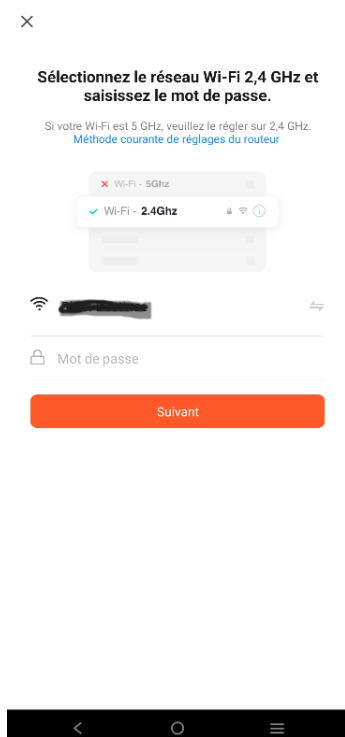 Sélectionnez le réseau Wi-Fi 2,4 GHz et
saisissez le mot de passe.
Si votre Wi-Fi est 5 GHz, veuillez le régler sur 2,4 GHz.
Méthode courante de réglages du routeur
Wi-Fi - 5Ghz
Wi-Fi - 2.4Ghz
Mot de passe
Suivant